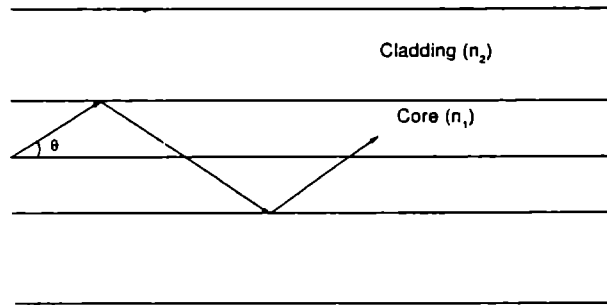 Cladding (n₂)
Core (n₁)
θ